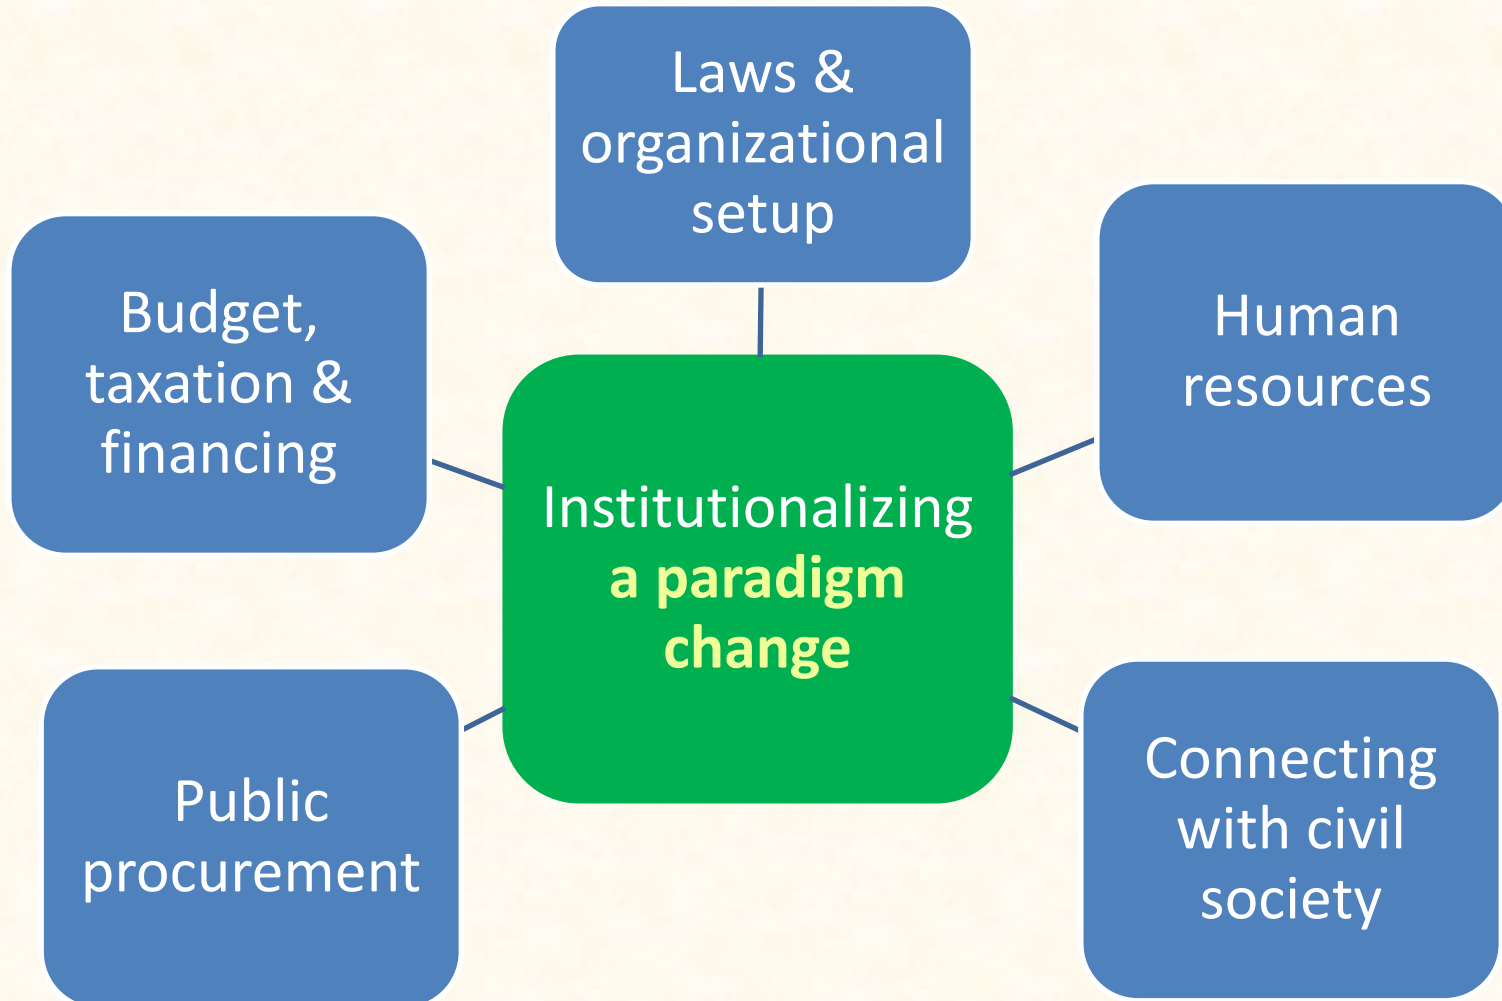 Laws &
organizational
setup
Budget,
taxation &
financing
Human
resources
Institutionalizing
a paradigm
change
Public
procurement
Connecting
with civil
society